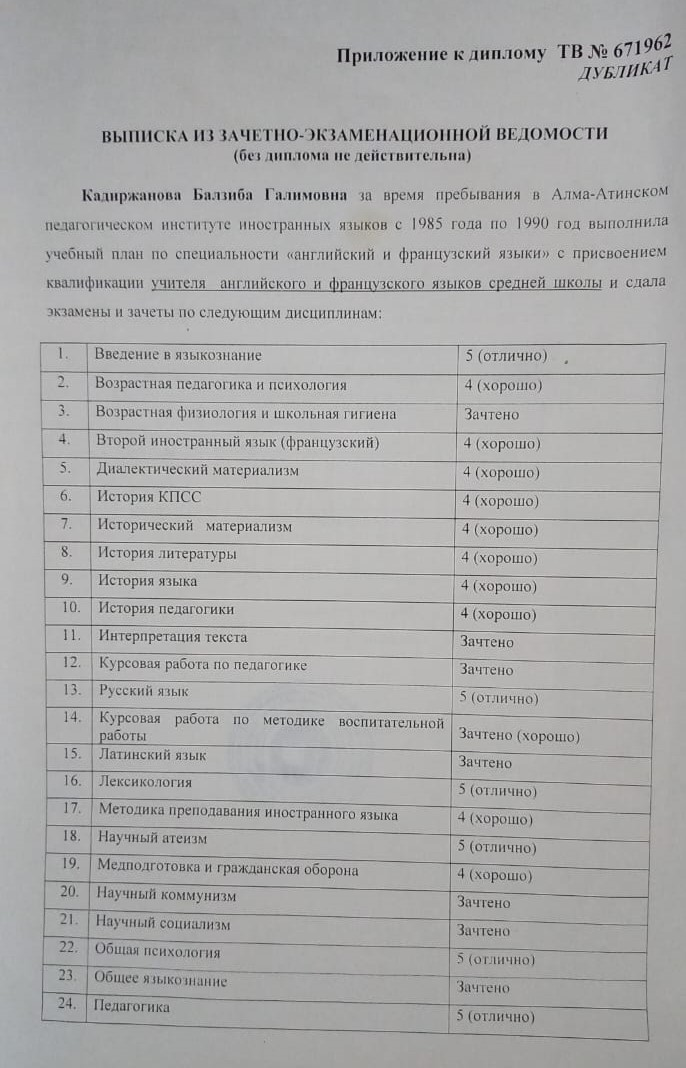 Приложение к диплому ТВ № 671962
ДУБЛИКАТ
ВЫПИСКА ИЗ ЗАЧЕТНО-ЭКЗАМЕНАЦИОННОЙ ВЕДОМОСТИ
(без диплома не действительна)
Кадиржанова Балзиба Галимовна за время пребывания в Алма-Атинском
педагогическом институте иностранных языков с 1985 года по 1990 год выполнила
учебный план по специальности «английский и французский языки» с присвоением
квалификации учителя английского и французского языков средней школы и сдала
экзамены и зачеты по следующим дисциплинам:
1. Введение в языкознание 5 (отлично)
2. Возрастная педагогика и психология 4 (хорошо)
3. Возрастная физиология и школьная гигиена Зачтено
4. Второй иностранный язык (французский) 4 (хорошо)
5. Диалектический материализм 4 (хорошо)
6. История КПСС 4 (хорошо)
7. Исторический материализм 4 (хорошо)
8. История литературы 4 (хорошо)
9. История языка 4 (хорошо)
10. История педагогики 4 (хорошо)
11. Интерпретация текста Зачтено
12. Курсовая работа по педагогике Зачтено
13. Русский язык 5 (отлично)
14. Курсовая работа по методике воспитательной
работы Зачтено (хорошо)
15. Латинский язык Зачтено
16. Лексикология 5 (отлично)
17. Методика преподавания иностранного языка 4 (хорошо)
18. Научный атеизм 5 (отлично)
19. Медподготовка и гражданская оборона 4 (хорошо)
20. Научный коммунизм Зачтено
21. Научный социализм Зачтено
22. Общая психология 5 (отлично)
23. Общее языкознание Зачтено
24. Педагогика 5 (отлично)